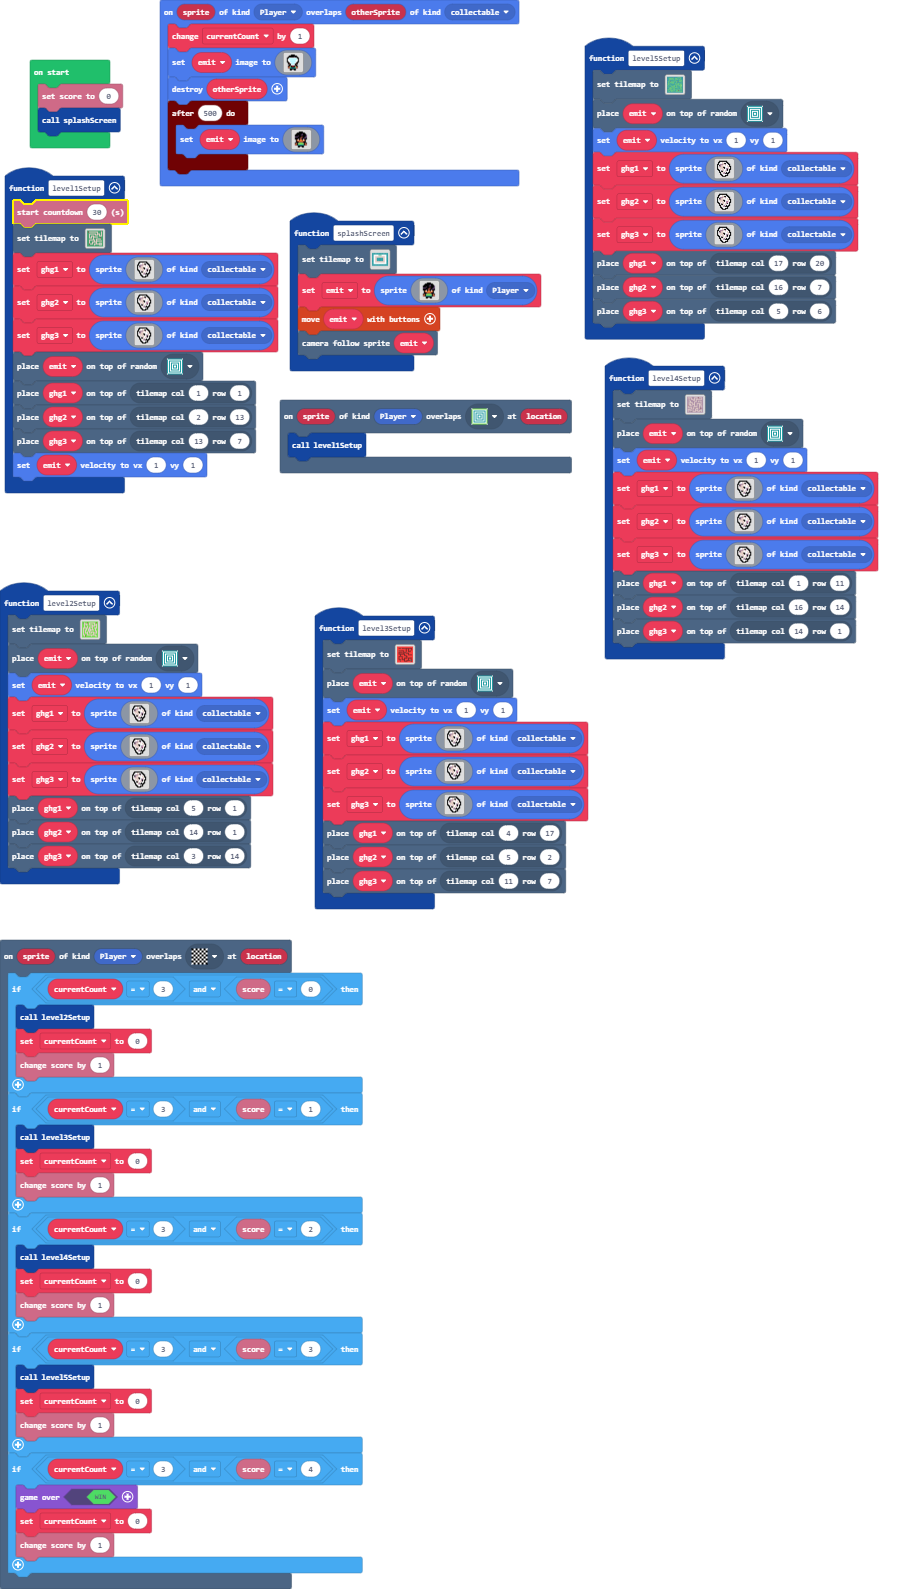 on start
set score to 0
call splashScreen
on sprite of kind Player overlaps otherSprite of kind collectable
change currentCount by 1
set emit image to
destroy otherSprite
after 500 do
set emit image to
function level1Setup
start countdown 30 (s)
set tilemap to
set ghg1 to sprite of kind collectable
set ghg2 to sprite of kind collectable
set ghg3 to sprite of kind collectable
place emit on top of random
place ghg1 on top of tilemap col 1 row 1
place ghg2 on top of tilemap col 2 row 13
place ghg3 on top of tilemap col 13 row 7
set emit velocity to vx 1 vy 1
function splashScreen
set tilemap to
set emit to sprite of kind Player
move emit with buttons
camera follow sprite emit
on sprite of kind Player overlaps at location
call level1Setup
function level5Setup
set tilemap to
place emit on top of random
set emit velocity to vx 1 vy 1
set ghg1 to sprite of kind collectable
set ghg2 to sprite of kind collectable
set ghg3 to sprite of kind collectable
place ghg1 on top of tilemap col 17 row 20
place ghg2 on top of tilemap col 16 row 7
place ghg3 on top of tilemap col 5 row 6
function level4Setup
set tilemap to
place emit on top of random
set emit velocity to vx 1 vy 1
set ghg1 to sprite of kind collectable
set ghg2 to sprite of kind collectable
set ghg3 to sprite of kind collectable
place ghg1 on top of tilemap col 1 row 11
place ghg2 on top of tilemap col 16 row 14
place ghg3 on top of tilemap col 14 row 1
function level2Setup
set tilemap to
place emit on top of random
set emit velocity to vx 1 vy 1
set ghg1 to sprite of kind collectable
set ghg2 to sprite of kind collectable
set ghg3 to sprite of kind collectable
place ghg1 on top of tilemap col 5 row 1
place ghg2 on top of tilemap col 14 row 1
place ghg3 on top of tilemap col 3 row 14
function level3Setup
set tilemap to
place emit on top of random
set emit velocity to vx 1 vy 1
set ghg1 to sprite of kind collectable
set ghg2 to sprite of kind collectable
set ghg3 to sprite of kind collectable
place ghg1 on top of tilemap col 4 row 17
place ghg2 on top of tilemap col 5 row 2
place ghg3 on top of tilemap col 11 row 7
on sprite of kind Player overlaps at location
if currentCount = 3 and score = 0 then
call level2Setup
set currentCount to 0
change score by 1
if currentCount = 3 and score = 1 then
call level3Setup
set currentCount to 0
change score by 1
if currentCount = 3 and score = 2 then
call level4Setup
set currentCount to 0
change score by 1
if currentCount = 3 and score = 3 then
call level5Setup
set currentCount to 0
change score by 1
if currentCount = 3 and score = 4 then
game over WIN
set currentCount to 0
change score by 1